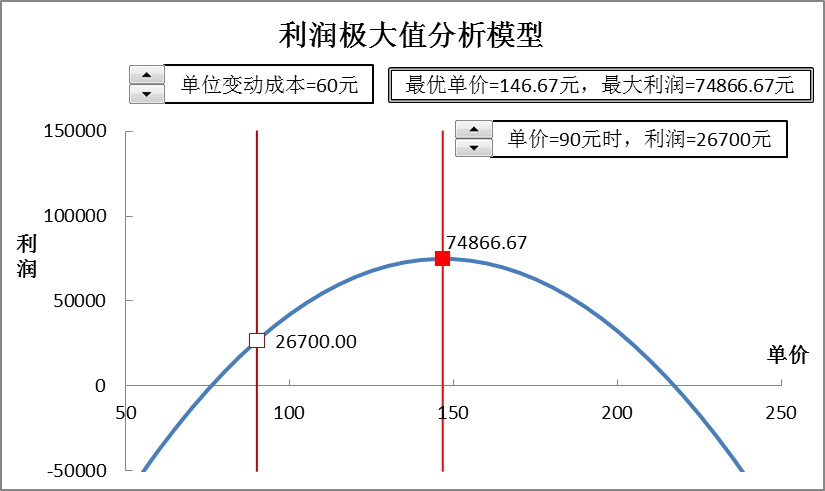 利润极大值分析模型
单位变动成本=60元
最优单价=146.67元，最大利润=74866.67元
单价=90元时，利润=26700元
150000
100000
50000
0
-50000
利
润
74866.67
26700.00
单价
50
100
150
200
250